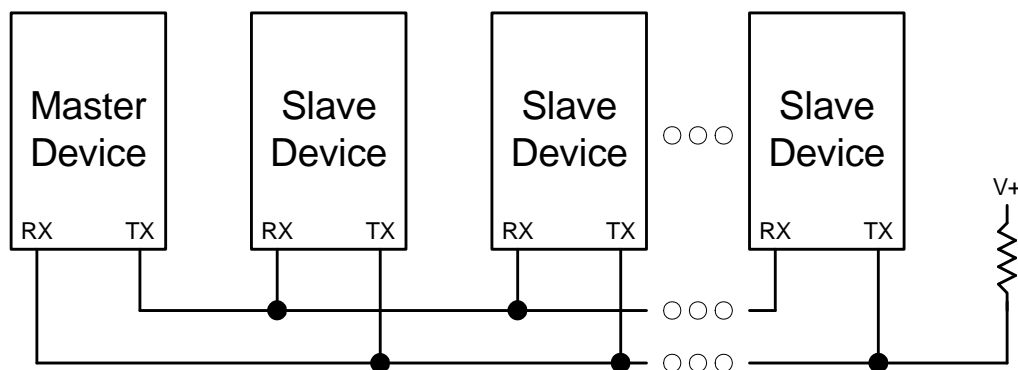 Master
Device
RX TX
Slave
Device
RX TX
Slave
Device
RX TX
Slave
Device
RX TX
V+